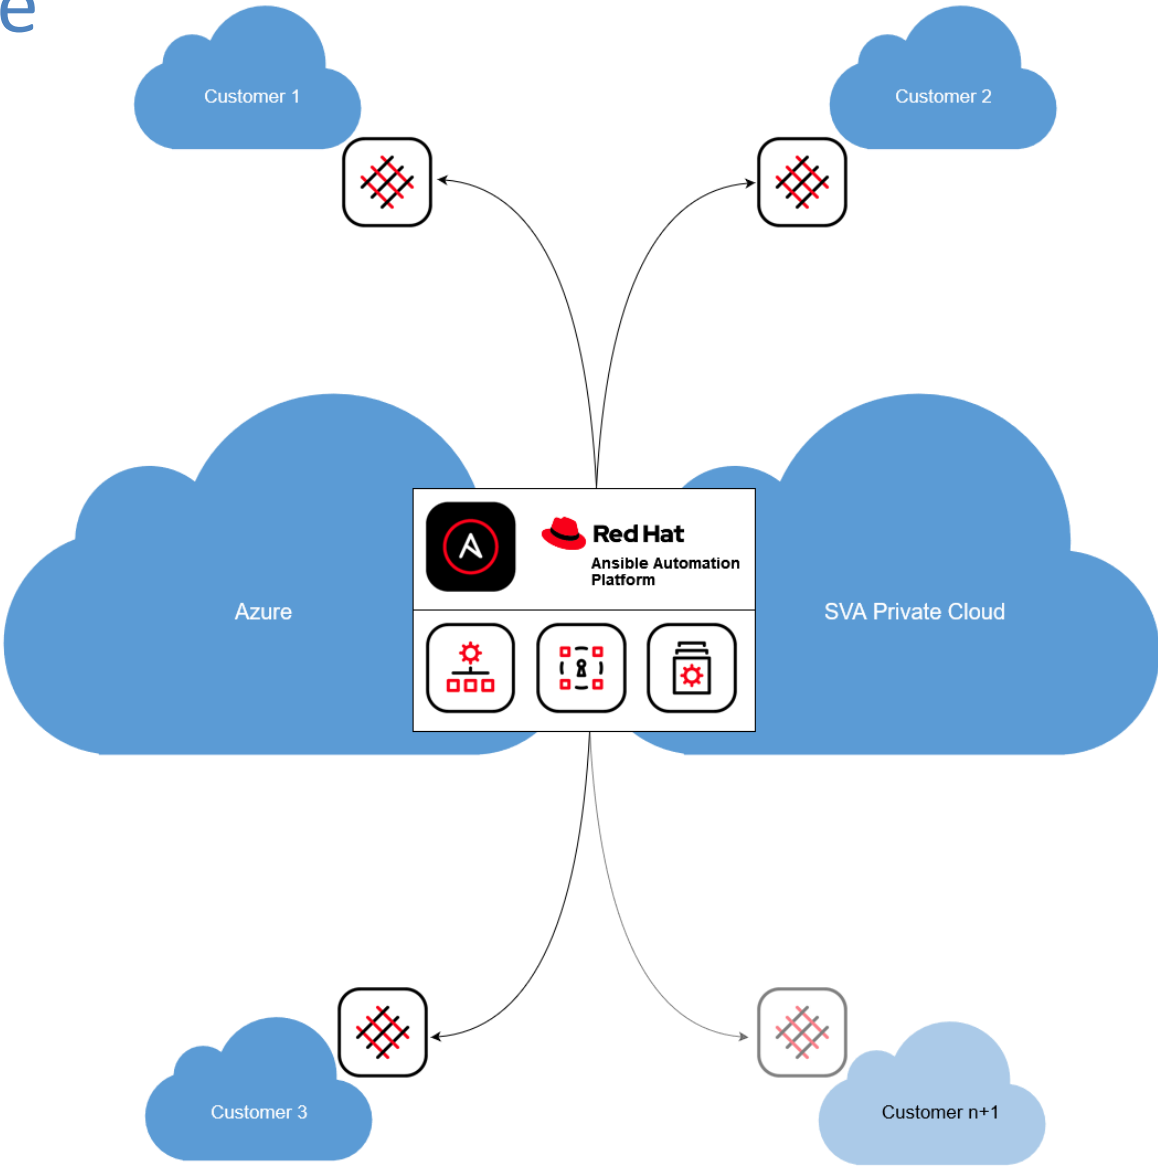 e
Customer 1
Customer 2
Red Hat
Ansible Automation
Platform
Azure
SVA Private Cloud
Customer 3
Customer n+1